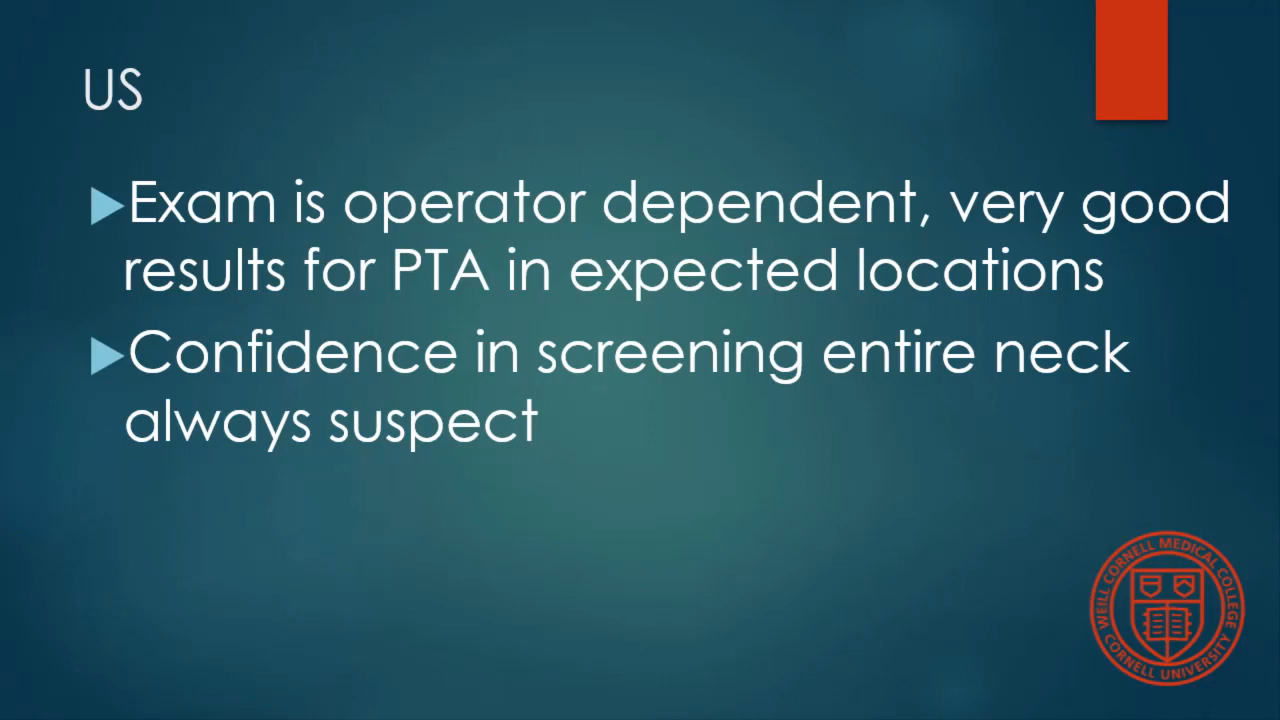 US
Exam is operator dependent, very good
results for PTA in expected locations
Confidence in screening entire neck
always suspect
WEILL CORNELL MEDICAL COLLEGE
CORNELL UNIVERSITY